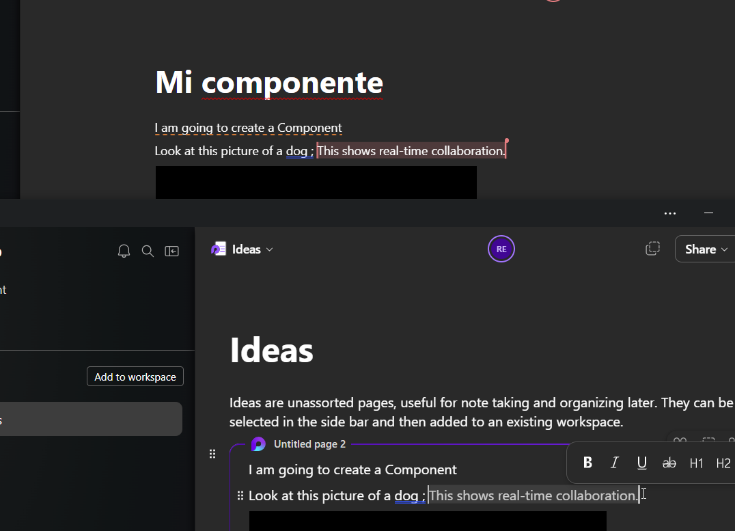 Mi componente
I am going to create a Component
Look at this picture of a dog ; This shows real-time collaboration.
Ideas
RE
Share
nt
Add to workspace
s
Ideas
Ideas are unassorted pages, useful for note taking and organizing later. They can be
selected in the side bar and then added to an existing workspace.
Untitled page 2
I am going to create a Component
B I U ab H1 H2
Look at this picture of a dog ; This shows real-time collaboration.